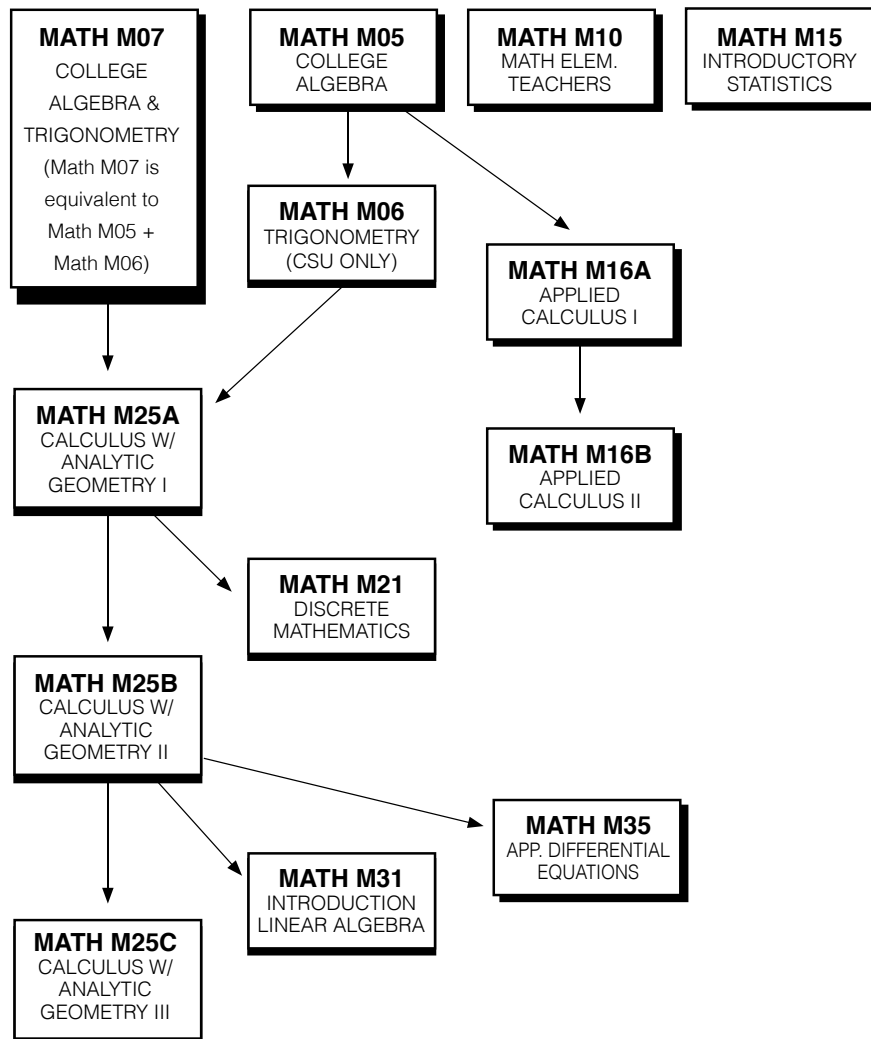 MATH M07
COLLEGE
ALGEBRA &
TRIGONOMETRY
(Math M07 is
equivalent to
Math M05 +
Math M06)
MATH M05
COLLEGE
ALGEBRA
MATH M10
MATH ELEM.
TEACHERS
MATH M15
INTRODUCTORY
STATISTICS
MATH M06
TRIGONOMETRY
(CSU ONLY)
MATH M16A
APPLIED
CALCULUS I
MATH M25A
CALCULUS W/
ANALYTIC
GEOMETRY I
MATH M16B
APPLIED
CALCULUS II
MATH M21
DISCRETE
MATHEMATICS
MATH M25B
CALCULUS W/
ANALYTIC
GEOMETRY II
MATH M35
APP. DIFFERENTIAL
EQUATIONS
MATH M31
INTRODUCTION
LINEAR ALGEBRA
MATH M25C
CALCULUS W/
ANALYTIC
GEOMETRY III